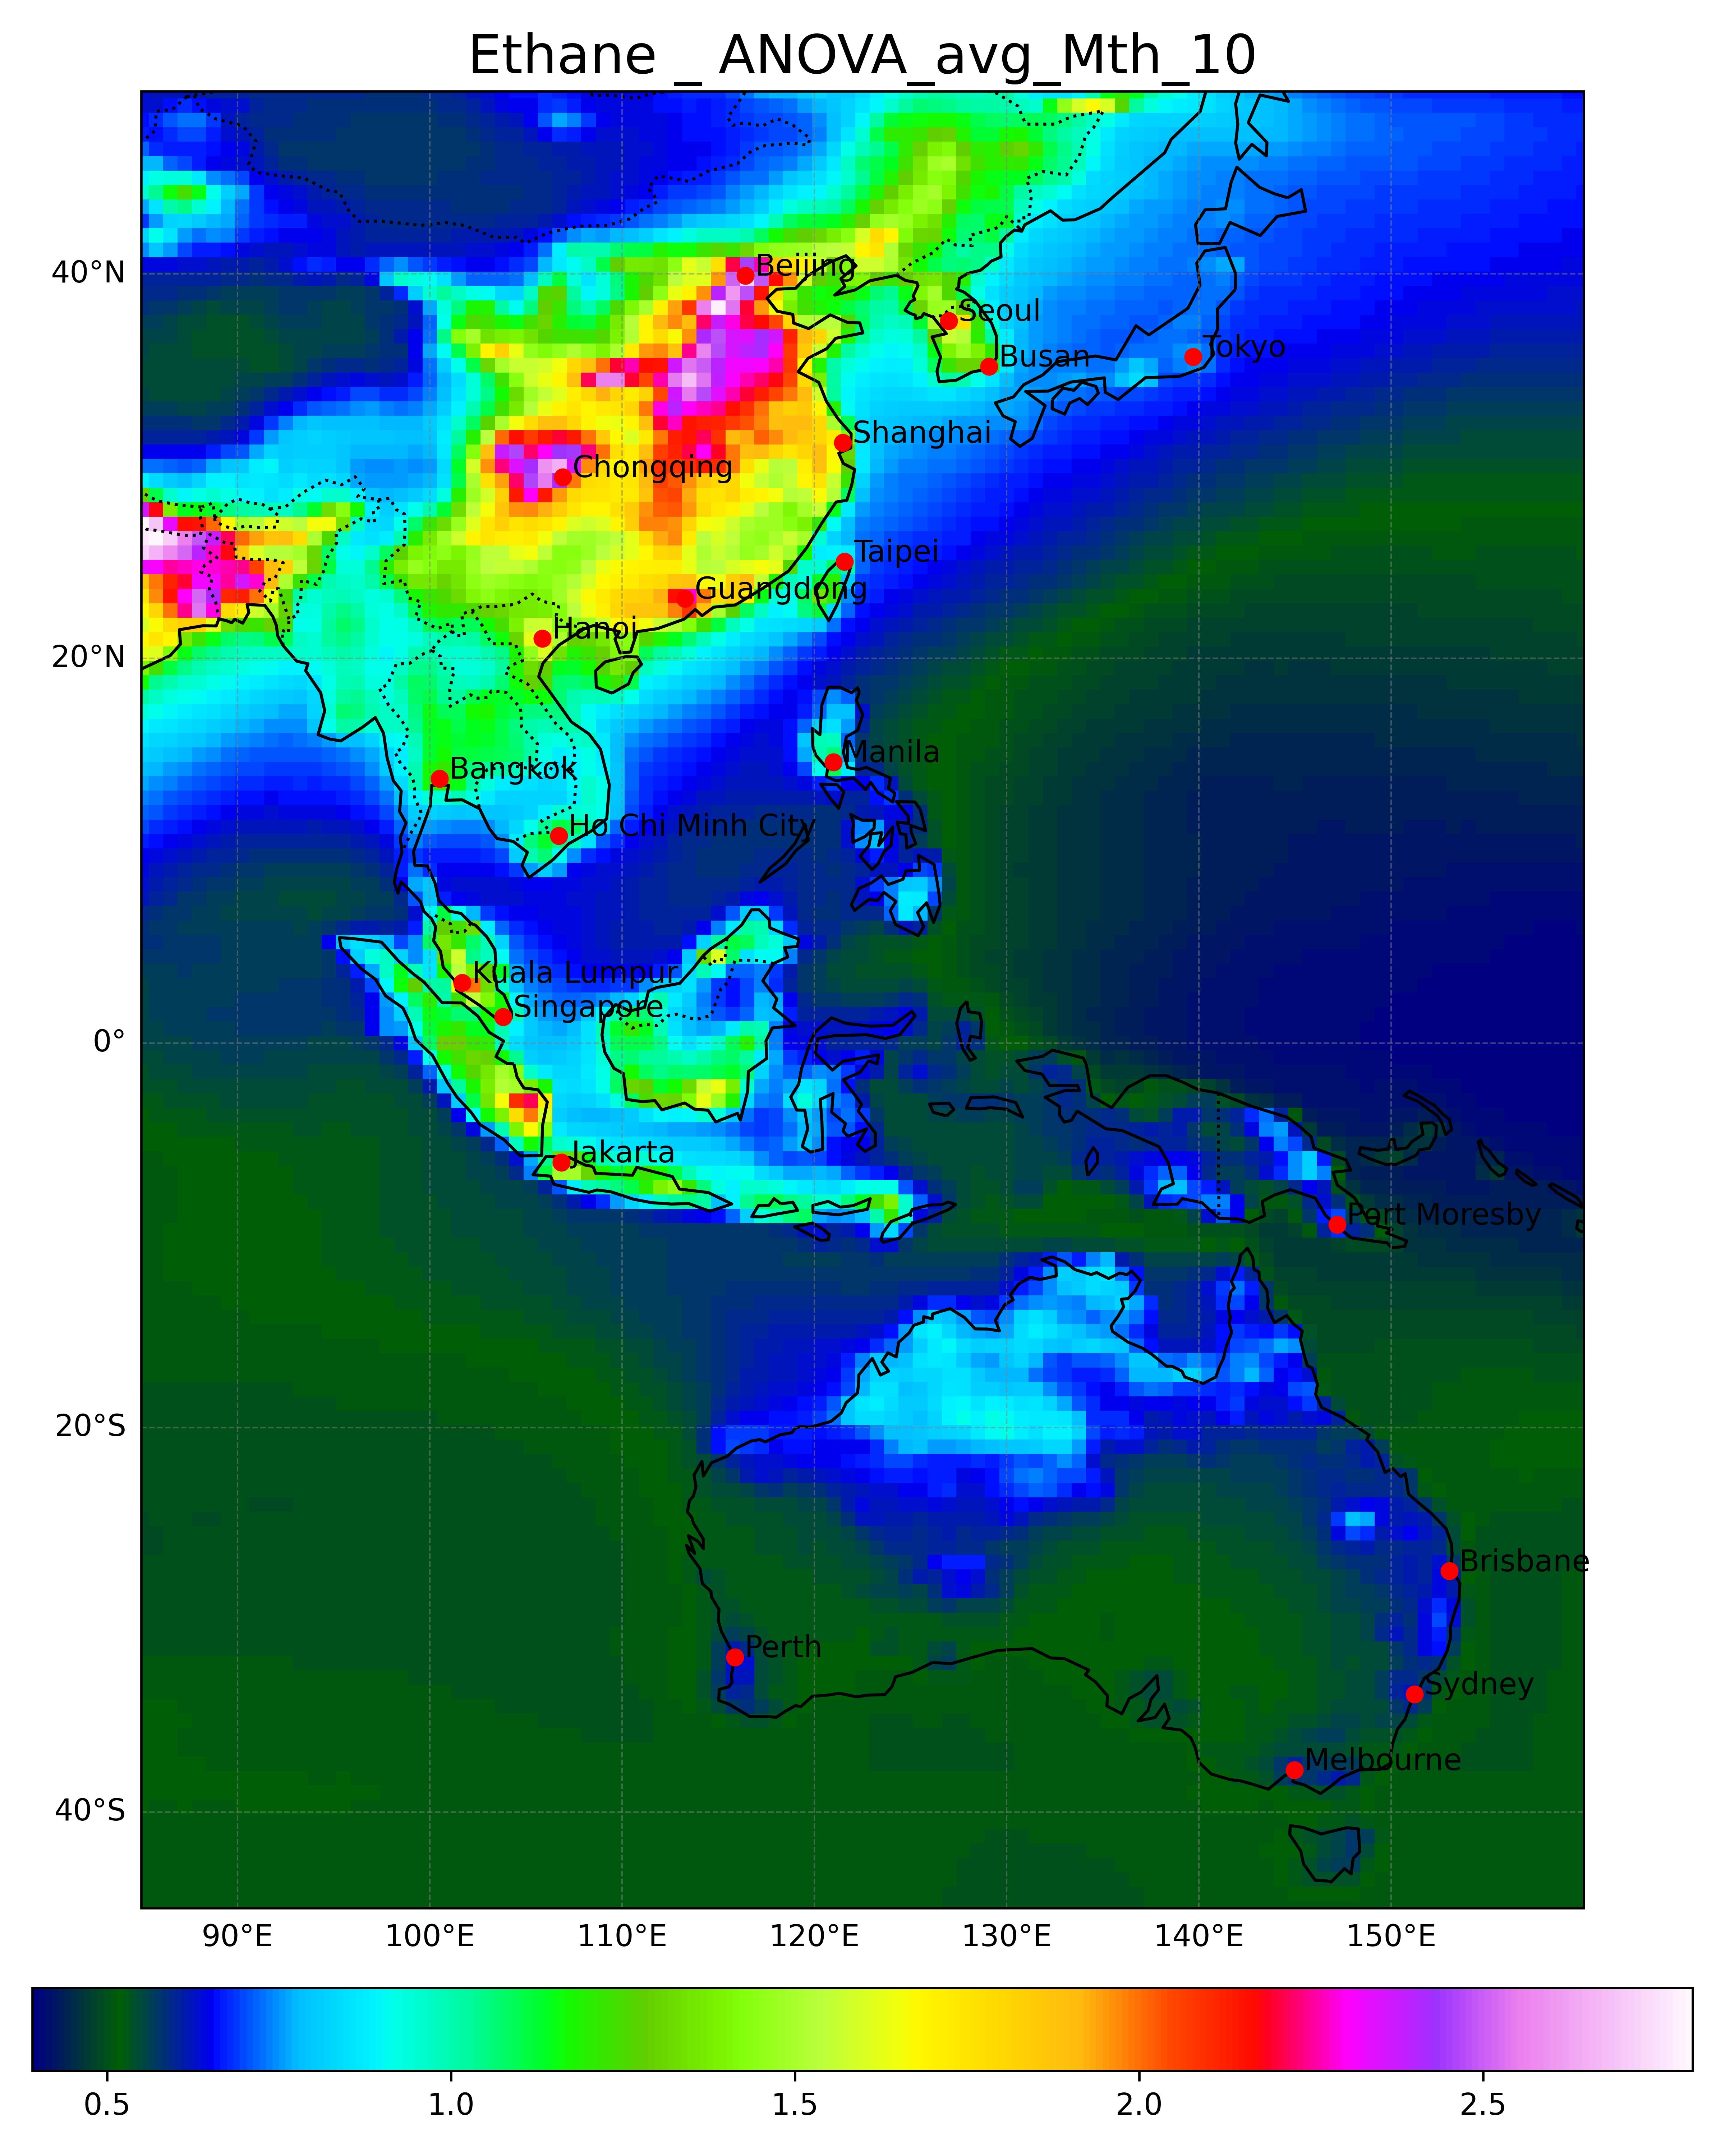 Ethane _ ANOVA_avg_Mth_10
40°N
20°N
0°
20°S
40°S
Beijing
Seoul
Busan
Tokyo
Shanghai
Chongqing
Taipei
Guangdong
Hanoi
Manila
Bangkok
Ho Chi Minh City
Kuala Lumpur
Singapore
Jakarta
Port Moresby
Brisbane
Perth
Sydney
Melbourne
90°E 100°E 110°E 120°E 130°E 140°E 150°E
0.5 1.0 1.5 2.0 2.5